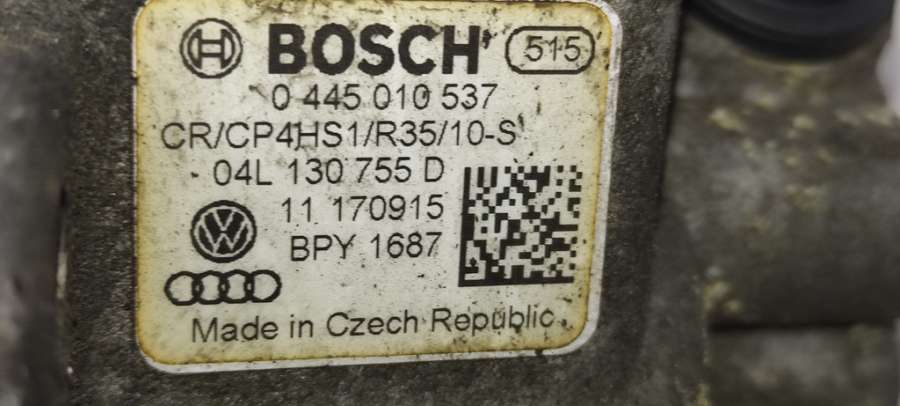 BOSCH 515
0 445 010 537
CR/CP4HS1/R35/10-S
04L 130 755 D
11 170915
BPY 1687
Made in Czech Republic